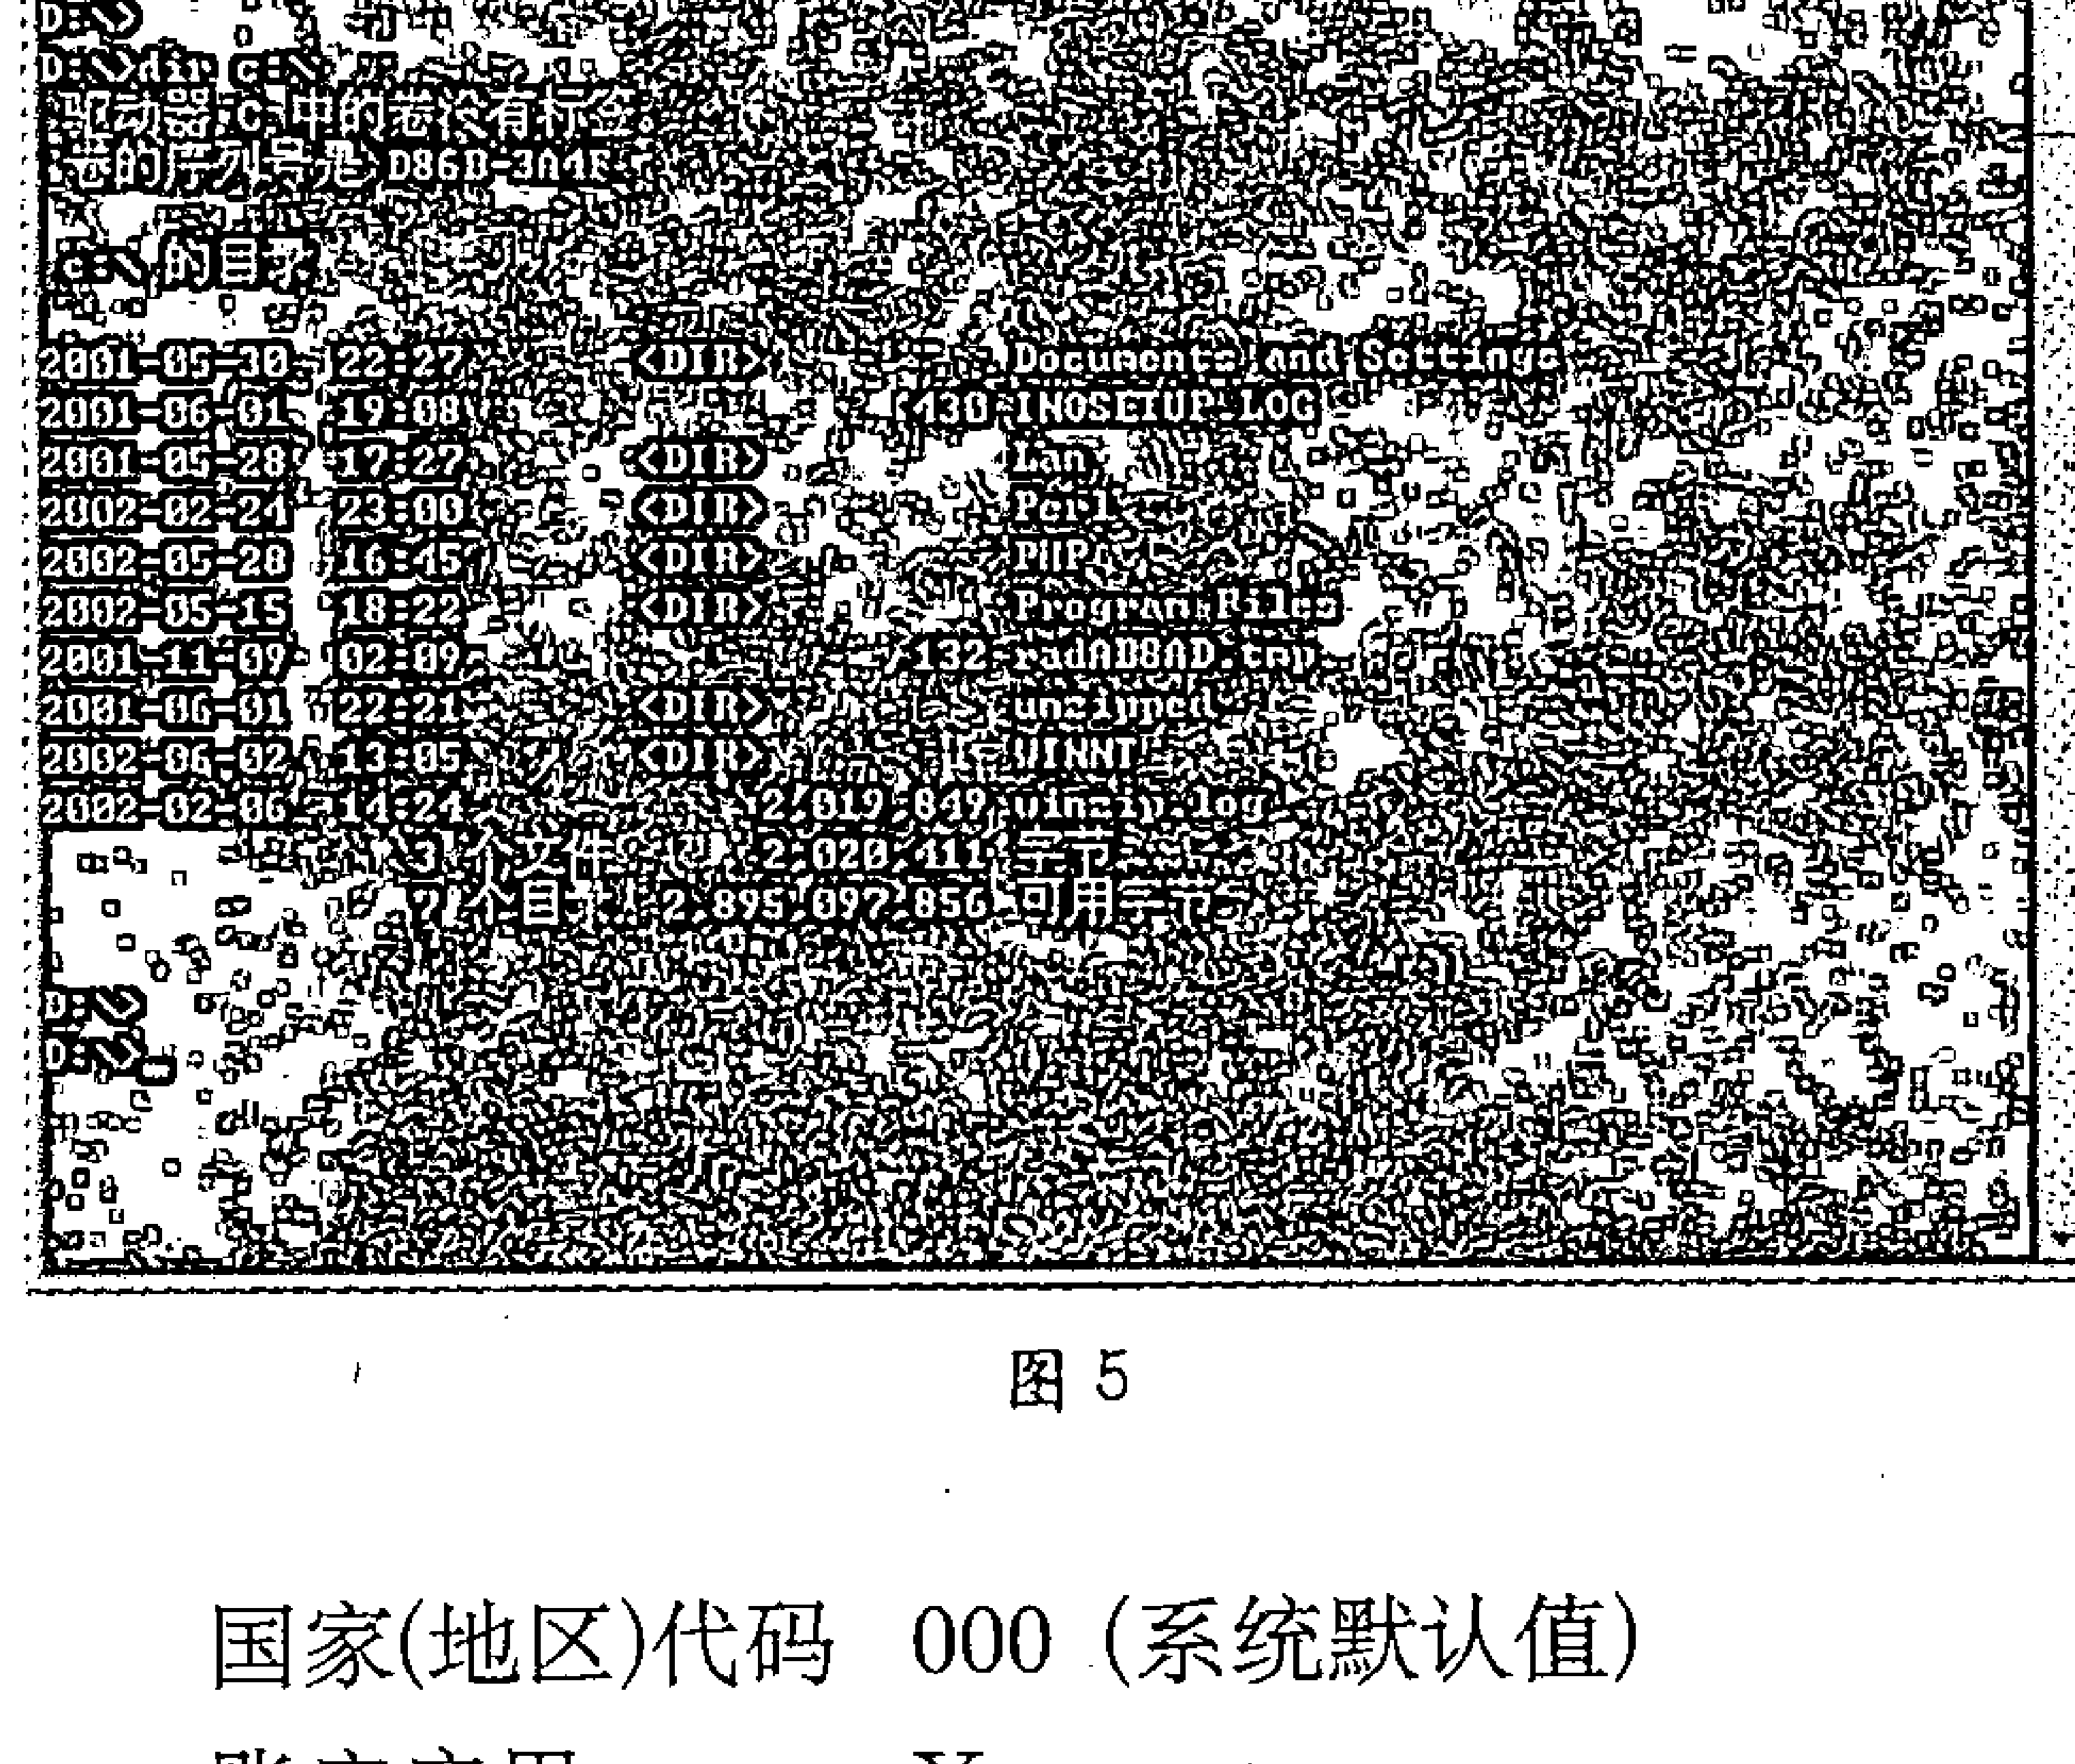 D:\>
D:\>dir c:\
驱动器 C 中的卷没有标签
卷的序列号是 D86D-3A4F
c:\ 的目录
2001-05-30 22:27 <DIR> Documents and Settings
2001-06-01 19:08 430 INOSETUP.LOG
2001-05-28 17:27 <DIR> Lan
2002-02-24 23:00 <DIR> Perl
2002-05-28 16:45 <DIR> PHP
2002-05-15 18:22 <DIR> Program Files
2001-11-09 02:09 132 radAD8AD.tmp
2001-06-01 22:21 <DIR> unzipped
2002-06-02 13:05 <DIR> WINNT
2002-02-06 14:24 2,019,849 winzip.log
3 个文件 2,020,411 字节
7 个目录 2,895,097,856 可用字节
D:\>
D:\>
图 5
国家(地区)代码 000 (系统默认值)